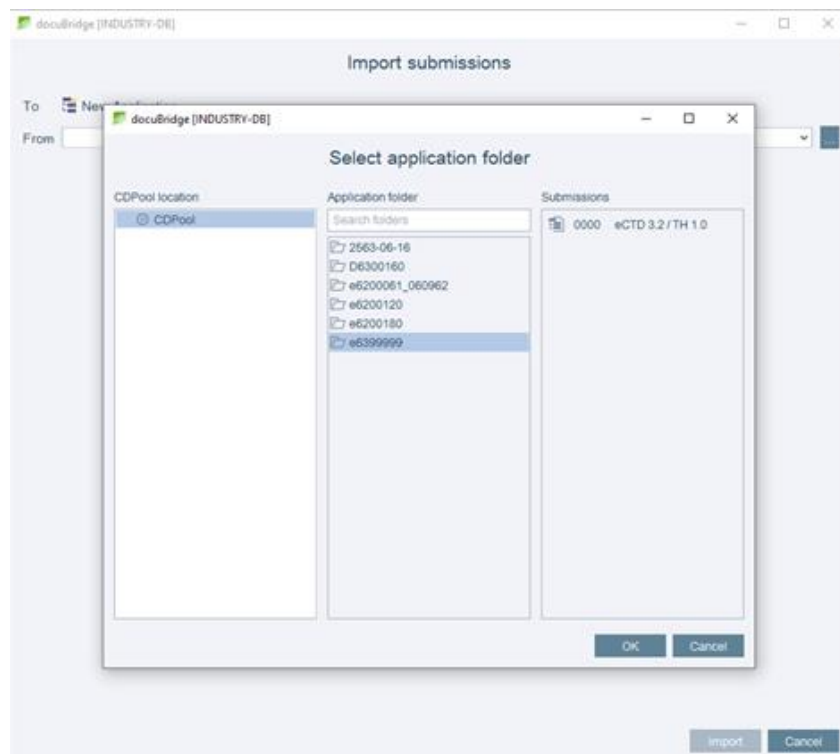 docuBridge [INDUSTRY-DB]
Import submissions
To New Application
From
docuBridge [INDUSTRY-DB]
Select application folder
CDPool location
Application folder
Submissions
CDPool
Search folders
0000 eCTD 3.2 / TH 1.0
2563-06-16
D6300160
e6200061_060962
e6200120
e6200180
e6399999
OK
Cancel
Import
Cancel